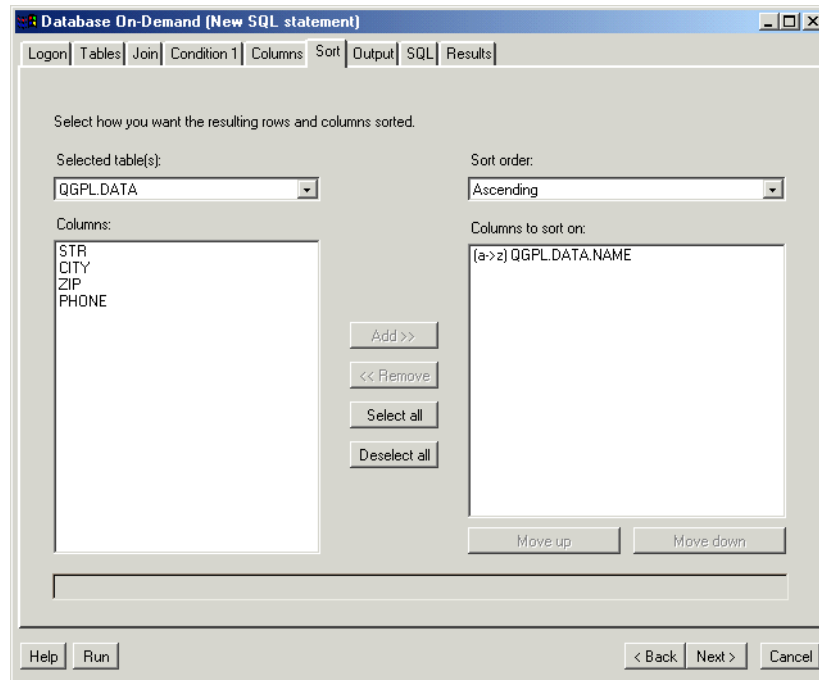 Database On-Demand (New SQL statement)
Logon Tables Join Condition 1 Columns Sort Output SQL Results
Select how you want the resulting rows and columns sorted.
Selected table(s):
QGPL.DATA
Columns:
STR
CITY
ZIP
PHONE
Add >>
<< Remove
Select all
Deselect all
Sort order:
Ascending
Columns to sort on:
(a->z) QGPL.DATA.NAME
Move up Move down
Help Run < Back Next > Cancel